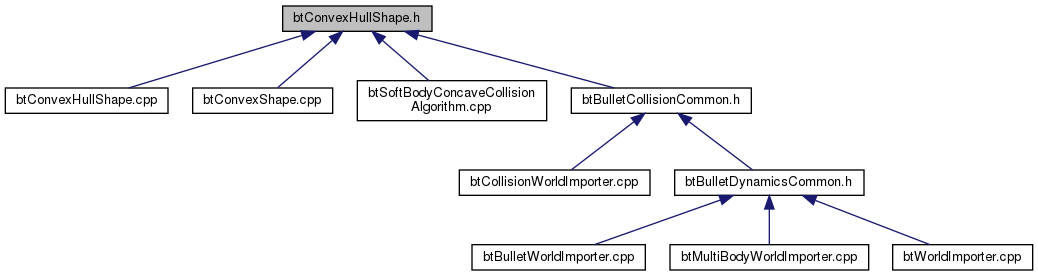 btConvexHullShape.h
btConvexHullShape.cpp
btConvexShape.cpp
btSoftBodyConcaveCollision
Algorithm.cpp
btBulletCollisionCommon.h
btCollisionWorldImporter.cpp
btBulletDynamicsCommon.h
btBulletWorldImporter.cpp
btMultiBodyWorldImporter.cpp
btWorldImporter.cpp